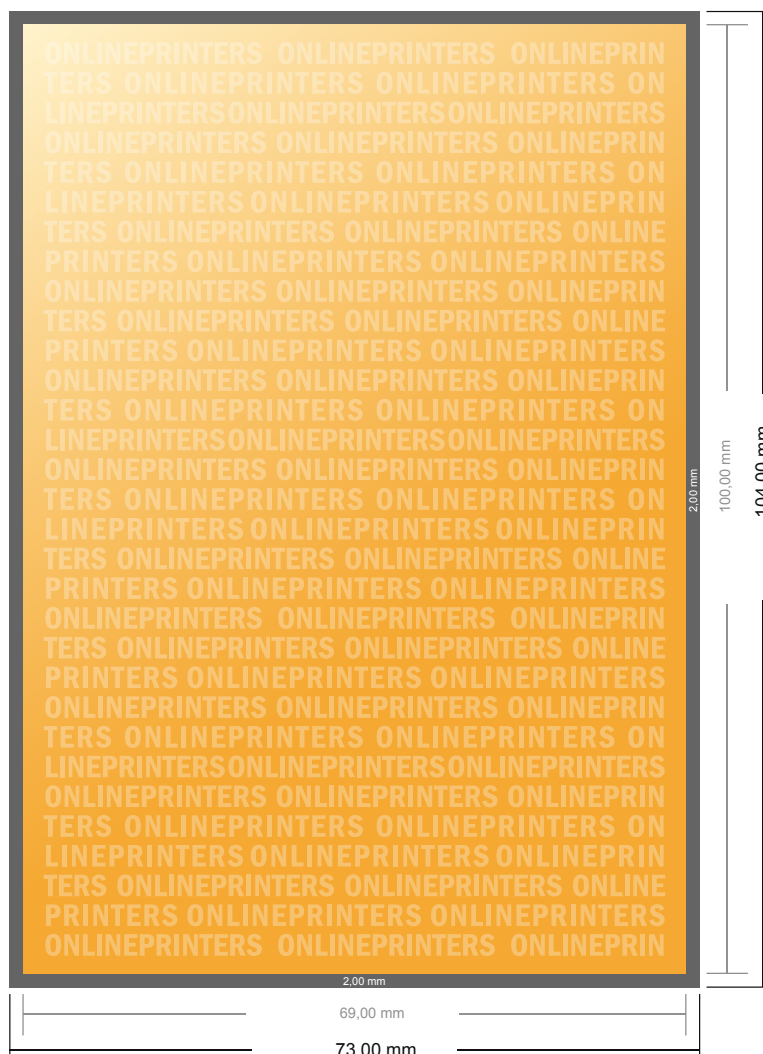 ONLINEPRINTERS ONLINEPRINTERS ONLINEPRIN
TERS ONLINEPRINTERS ONLINEPRINTERS ON
LINEPRINTERSONLINEPRINTERSONLINEPRINTERS
ONLINEPRINTERS ONLINEPRINTERS ONLINEPRIN
TERS ONLINEPRINTERS ONLINEPRINTERS ON
LINEPRINTERS ONLINEPRINTERS ONLINEPRIN
TERS ONLINEPRINTERS ONLINEPRINTERS ONLINE
PRINTERS ONLINEPRINTERS ONLINEPRINTERS
ONLINEPRINTERS ONLINEPRINTERS ONLINEPRIN
TERS ONLINEPRINTERS ONLINEPRINTERS ONLINE
PRINTERS ONLINEPRINTERS ONLINEPRINTERS
ONLINEPRINTERS ONLINEPRINTERS ONLINEPRIN
TERS ONLINEPRINTERS ONLINEPRINTERS ON
LINEPRINTERSONLINEPRINTERSONLINEPRINTERS
ONLINEPRINTERS ONLINEPRINTERS ONLINEPRIN
TERS ONLINEPRINTERS ONLINEPRINTERS ON
LINEPRINTERS ONLINEPRINTERS ONLINEPRIN
TERS ONLINEPRINTERS ONLINEPRINTERS ONLINE
PRINTERS ONLINEPRINTERS ONLINEPRINTERS
ONLINEPRINTERS ONLINEPRINTERS ONLINEPRIN
TERS ONLINEPRINTERS ONLINEPRINTERS ONLINE
PRINTERS ONLINEPRINTERS ONLINEPRINTERS
ONLINEPRINTERS ONLINEPRINTERS ONLINEPRIN
TERS ONLINEPRINTERS ONLINEPRINTERS ON
LINEPRINTERSONLINEPRINTERSONLINEPRINTERS
ONLINEPRINTERS ONLINEPRINTERS ONLINEPRIN
TERS ONLINEPRINTERS ONLINEPRINTERS ON
LINEPRINTERS ONLINEPRINTERS ONLINEPRIN
TERS ONLINEPRINTERS ONLINEPRINTERS ONLINE
PRINTERS ONLINEPRINTERS ONLINEPRINTERS
ONLINEPRINTERS ONLINEPRINTERS ONLINEPRIN
2,00 mm
100,00 mm
104,00 mm
2,00 mm
69,00 mm
73,00 mm